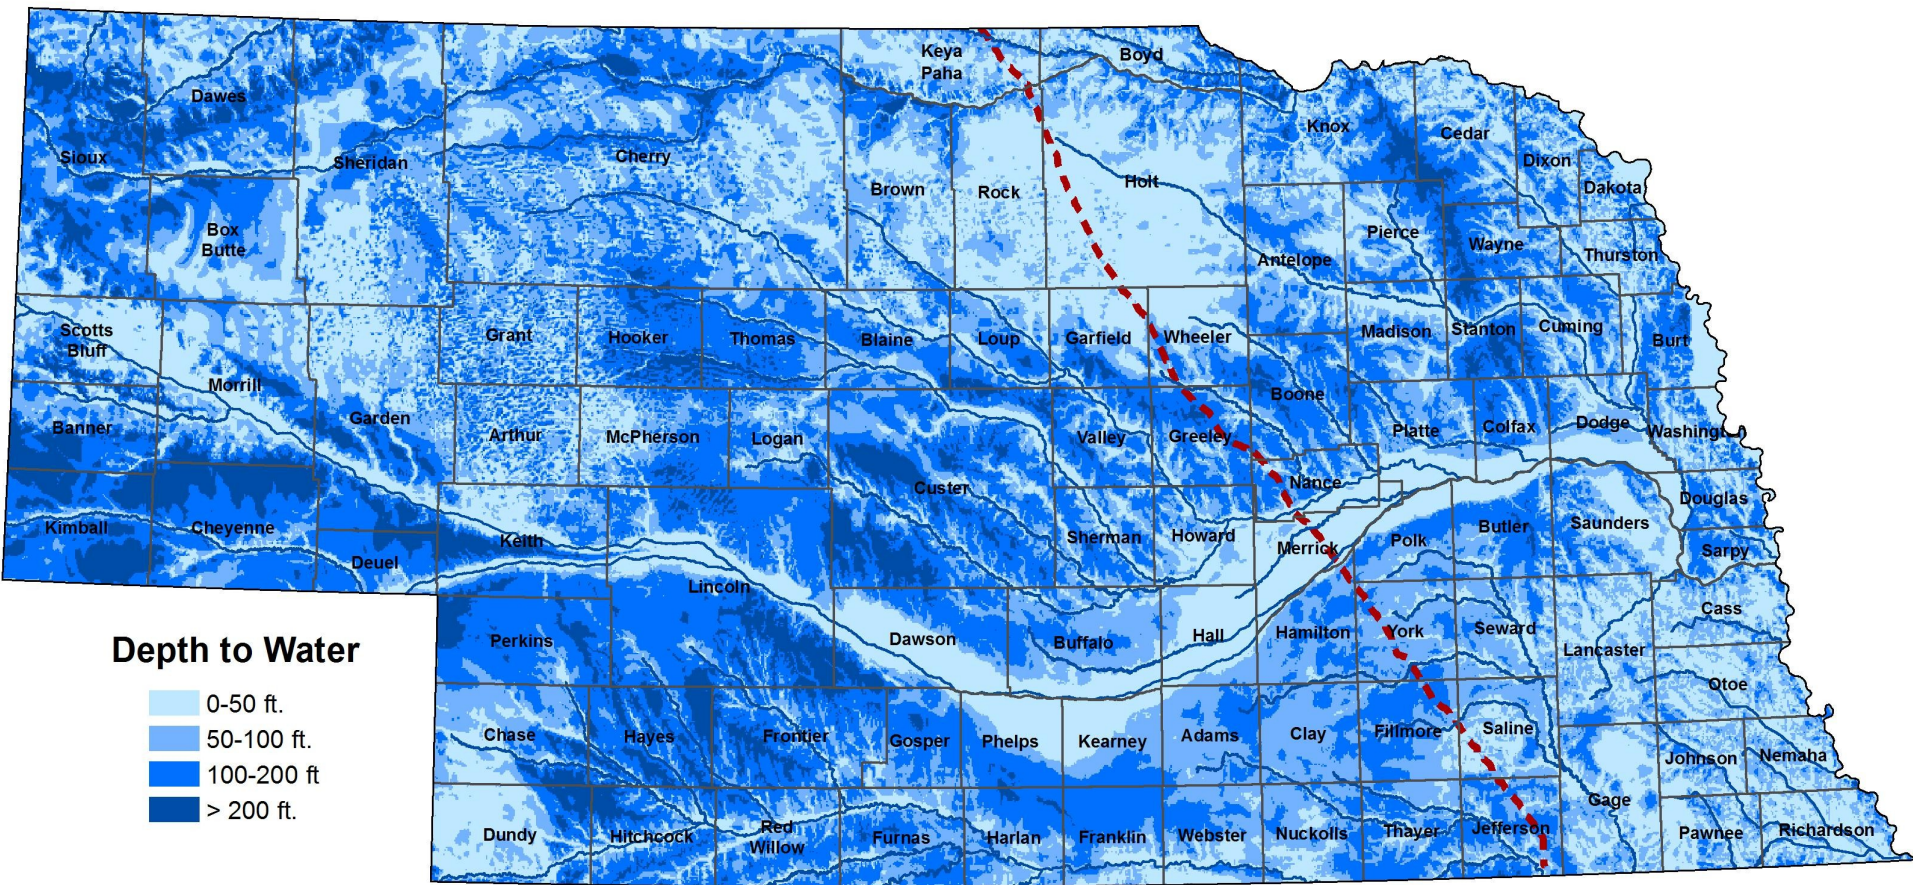 Keya
Paha
Boyd
Dawes
Knox
Cedar
Sioux
Sheridan
Cherry
Dixon
Brown
Rock
Holt
Dakota
Box
Butte
Pierce
Wayne
Antelope
Thurston
Scotts
Bluff
Grant
Hooker
Thomas
Blaine
Loup
Garfield
Wheeler
Madison
Stanton
Cuming
Burt
Morrill
Garden
Boone
Banner
Arthur
McPherson
Logan
Valley
Greeley
Platte
Colfax
Dodge
Washington
Custer
Nance
Douglas
Kimball
Cheyenne
Keith
Sherman
Howard
Merrick
Polk
Butler
Saunders
Sarpy
Deuel
Lincoln
Cass
Perkins
Dawson
Buffalo
Hall
Hamilton
York
Seward
Lancaster
Otoe
Depth to Water
0-50 ft.
50-100 ft.
100-200 ft
> 200 ft.
Chase
Hayes
Frontier
Gosper
Phelps
Kearney
Adams
Clay
Fillmore
Saline
Johnson
Nemaha
Gage
Dundy
Hitchcock
Red
Willow
Furnas
Harlan
Franklin
Webster
Nuckolls
Thayer
Jefferson
Pawnee
Richardson